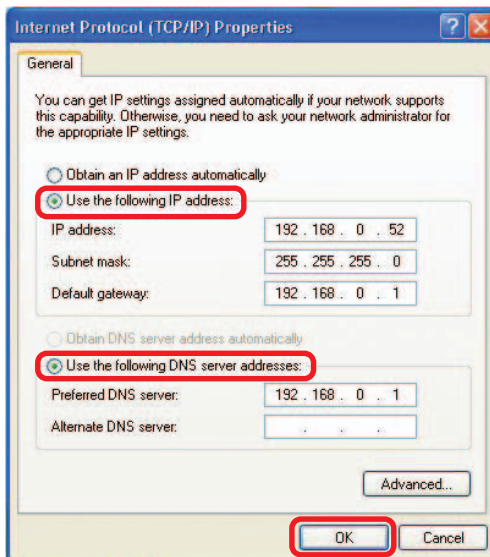 Internet Protocol (TCP/IP) Properties
General
You can get IP settings assigned automatically if your network supports
this capability. Otherwise, you need to ask your network administrator for
the appropriate IP settings.
Obtain an IP address automatically
Use the following IP address:
IP address: 192 . 168 . 0 . 52
Subnet mask: 255 . 255 . 255 . 0
Default gateway: 192 . 168 . 0 . 1
Obtain DNS server address automatically
Use the following DNS server addresses:
Preferred DNS server: 192 . 168 . 0 . 1
Alternate DNS server: . . .
Advanced...
OK Cancel